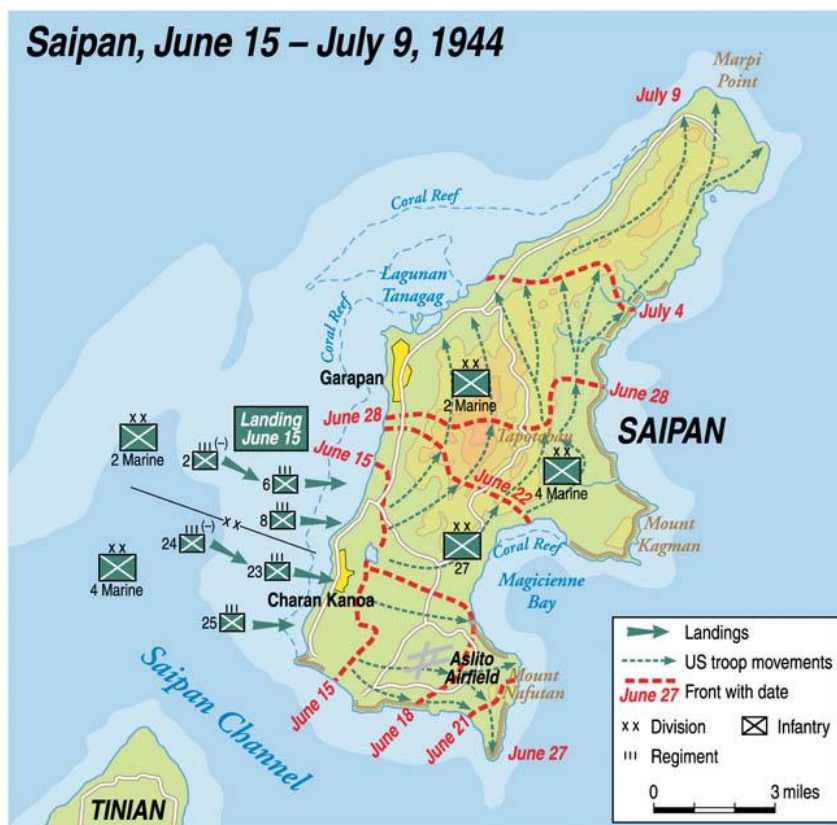 Saipan, June 15 – July 9, 1944
Marpi
Point
July 9
Coral Reef
Lagunan
Tanagag
Coral Reef
July 4
Garapan
XX
2 Marine
June 28
June 28
Landing
June 15
XX
2 Marine
III(–)
2
III
6
June 15
Tapotchau
SAIPAN
XX
4 Marine
III
8
XX
June 22
III(–)
24
XX
27
Coral Reef
Mount
Kagman
XX
4 Marine
III
23
Charan Kanoa
Magicienne
Bay
III
25
Saipan Channel
Aslito
Airfield
Mount
Nafutan
June 15
June 18
June 21
June 27
TINIAN
Landings
US troop movements
June 27 Front with date
XX Division Infantry
III Regiment
0 3 miles